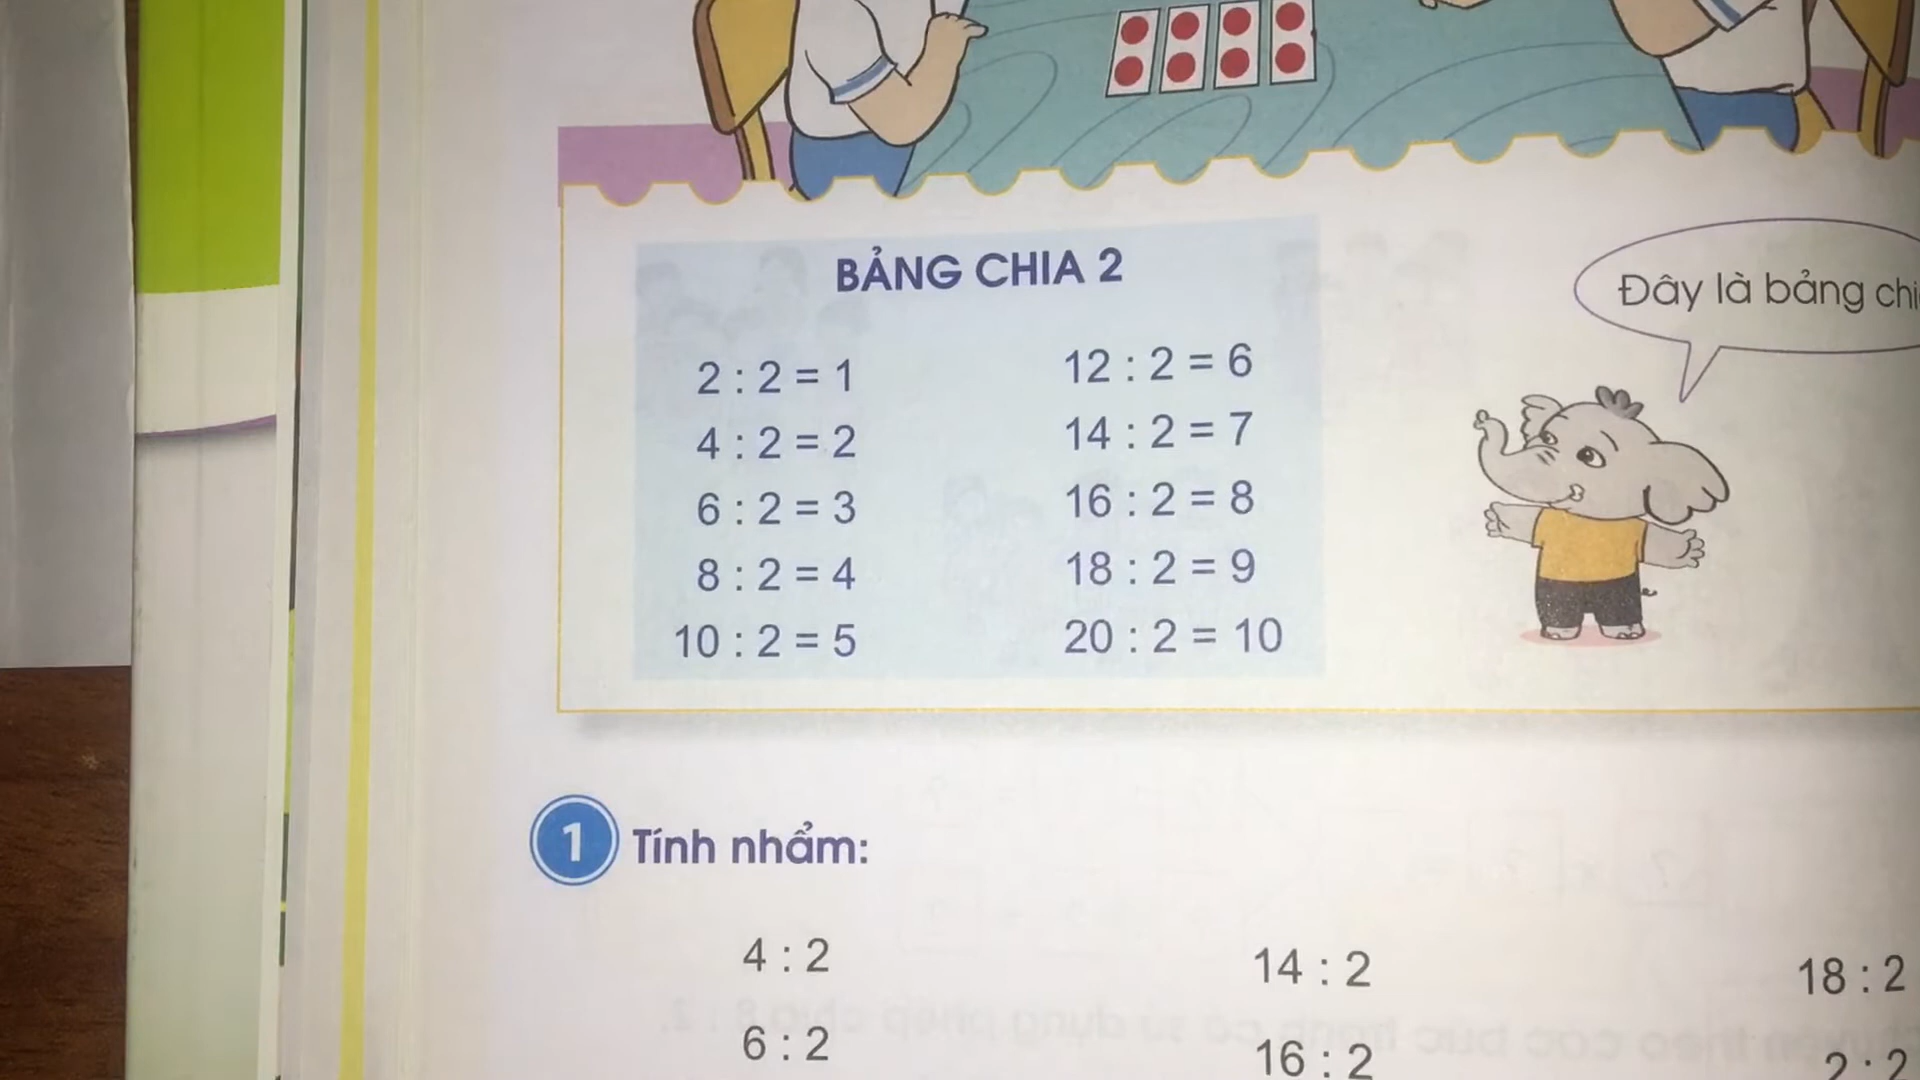 BẢNG CHIA 2
2 : 2 = 1
4 : 2 = 2
6 : 2 = 3
8 : 2 = 4
10 : 2 = 5
12 : 2 = 6
14 : 2 = 7
16 : 2 = 8
18 : 2 = 9
20 : 2 = 10
Đây là bảng
1 Tính nhẩm:
4 : 2 14 : 2 18 : 2
6 : 2 16 : 2 2 : 2